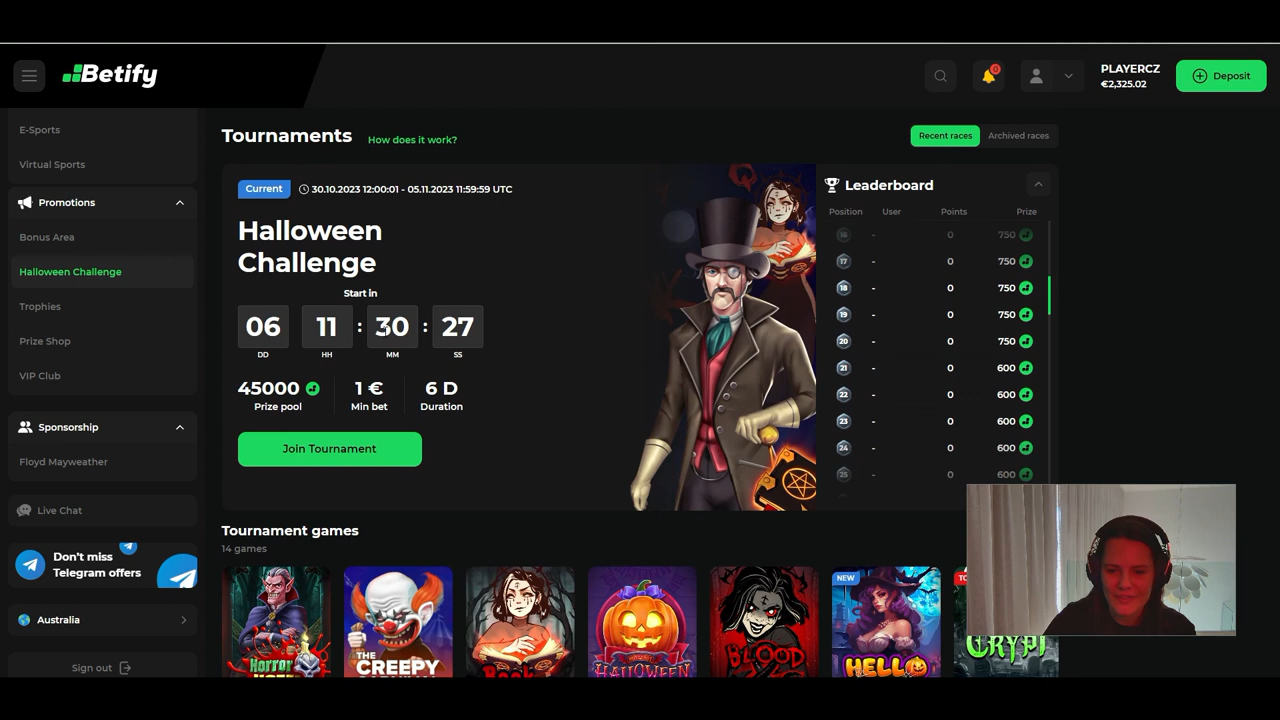 Betify
PLAYERCZ
€2,325.02
Deposit
E-Sports
Virtual Sports
Promotions
Bonus Area
Halloween Challenge
Trophies
Prize Shop
VIP Club
Sponsorship
Floyd Mayweather
Live Chat
Don't miss
Telegram offers
Australia
Sign out
Tournaments
How does it work?
Recent races
Archived races
Current
30.10.2023 12:00:01 - 05.11.2023 11:59:59 UTC
Halloween
Challenge
Start in
06 11 : 30 : 27
DD HH MM SS
45000 1 € 6 D
Prize pool Min bet Duration
Join Tournament
Leaderboard
Position User Points Prize
16 - 0 750
17 - 0 750
18 - 0 750
19 - 0 750
20 - 0 750
21 - 0 600
22 - 0 600
23 - 0 600
24 - 0 600
25 - 0 600
Tournament games
14 games
Horror
THE
CREEPY
Book
HALLOWEEN
BLOOD
NEW
HELLO
CRYPT